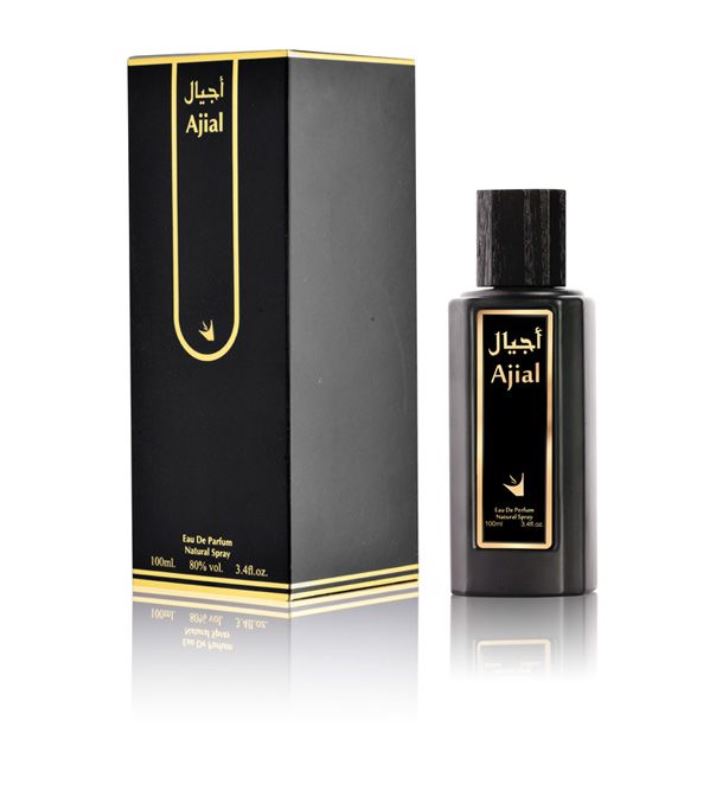 أجيال
Ajial
Eau De Parfum
Natural Spray
100ml. 80% vol. 3.4fl.oz.
أجيال
Ajial
Eau De Parfum
Natural Spray
100ml 3.4fl.oz.